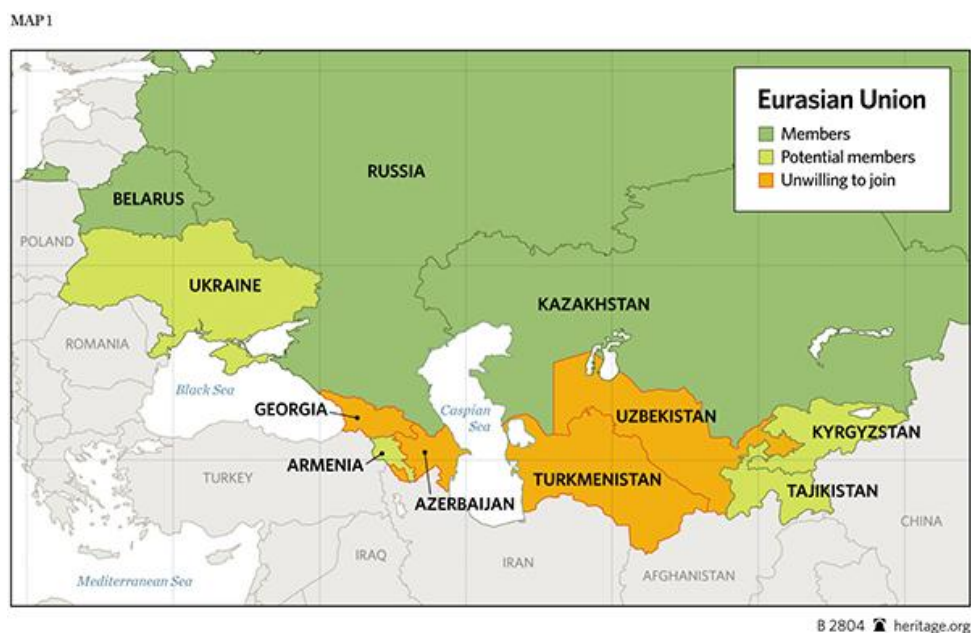 MAP 1
Eurasian Union
Members
Potential members
Unwilling to join
RUSSIA
BELARUS
POLAND
UKRAINE
KAZAKHSTAN
ROMANIA
Black Sea
GEORGIA
Caspian
Sea
UZBEKISTAN
KYRGYZSTAN
ARMENIA
TURKEY
TURKMENISTAN
TAJIKISTAN
AZERBAIJAN
CHINA
IRAQ
IRAN
AFGHANISTAN
Mediterranean Sea
B 2804 heritage.org